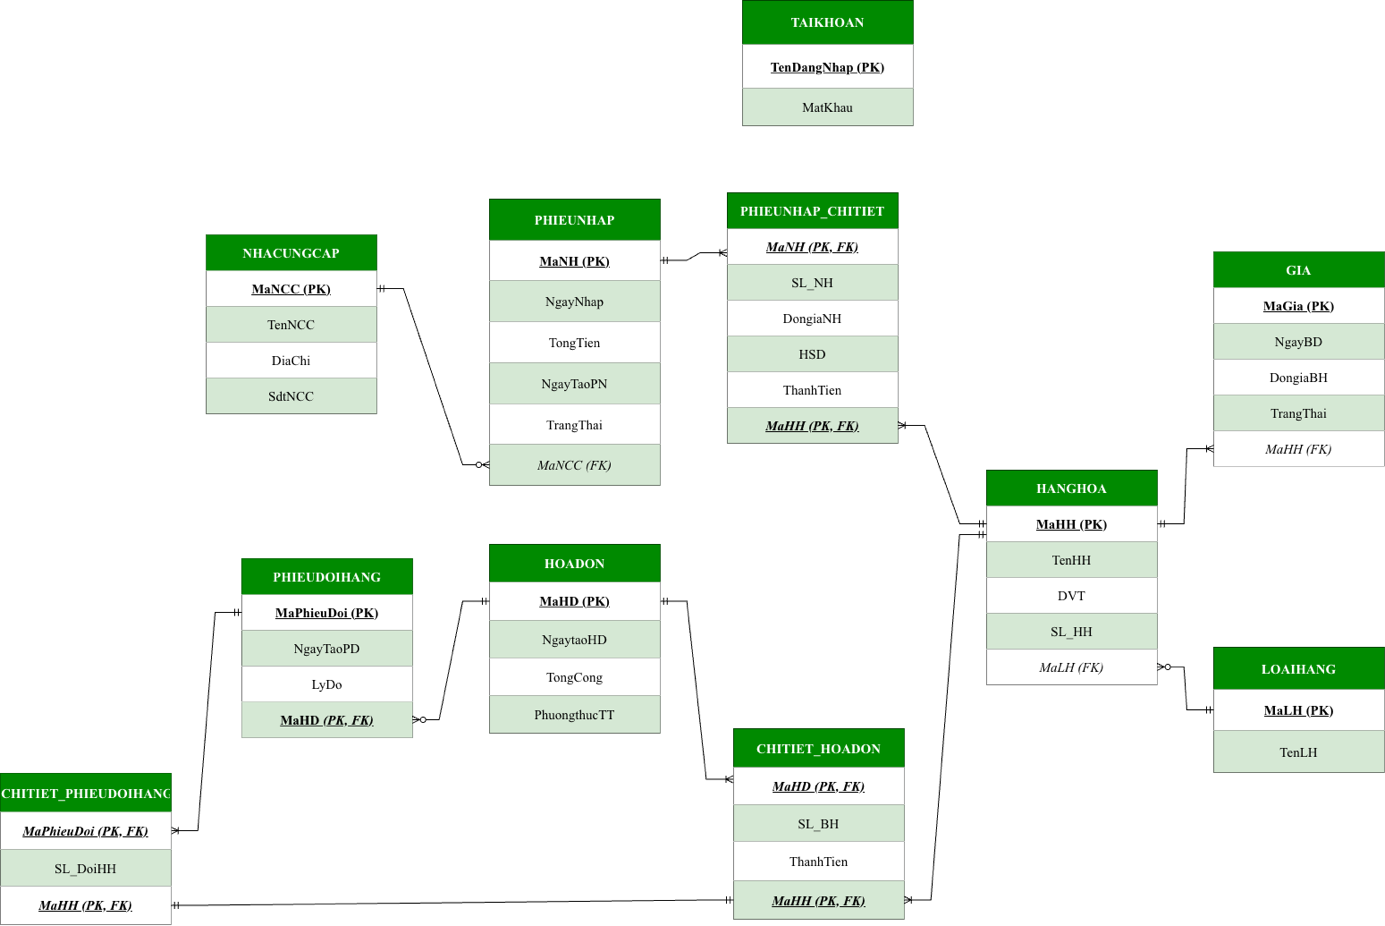 TAIKHOAN
TenDangNhap (PK)
MatKhau
NHACUNGCAP
MaNCC (PK)
TenNCC
DiaChi
SdtNCC
PHIEUNHAP
MaNH (PK)
NgayNhap
TongTien
NgayTaoPN
TrangThai
MaNCC (FK)
PHIEUNHAP_CHITIET
MaNH (PK, FK)
SL_NH
DongiaNH
HSD
ThanhTien
MaHH (PK, FK)
GIA
MaGia (PK)
NgayBD
DongiaBH
TrangThai
MaHH (FK)
HANGHOA
MaHH (PK)
TenHH
DVT
SL_HH
MaLH (FK)
LOAIHANG
MaLH (PK)
TenLH
PHIEUDOIHANG
MaPhieuDoi (PK)
NgayTaoPD
LyDo
MaHD (PK, FK)
HOADON
MaHD (PK)
NgaytaoHD
TongCong
PhuongthucTT
CHITIET_HOADON
MaHD (PK, FK)
SL_BH
ThanhTien
MaHH (PK, FK)
CHITIET_PHIEUDOIHANG
MaPhieuDoi (PK, FK)
SL_DoiHH
MaHH (PK, FK)